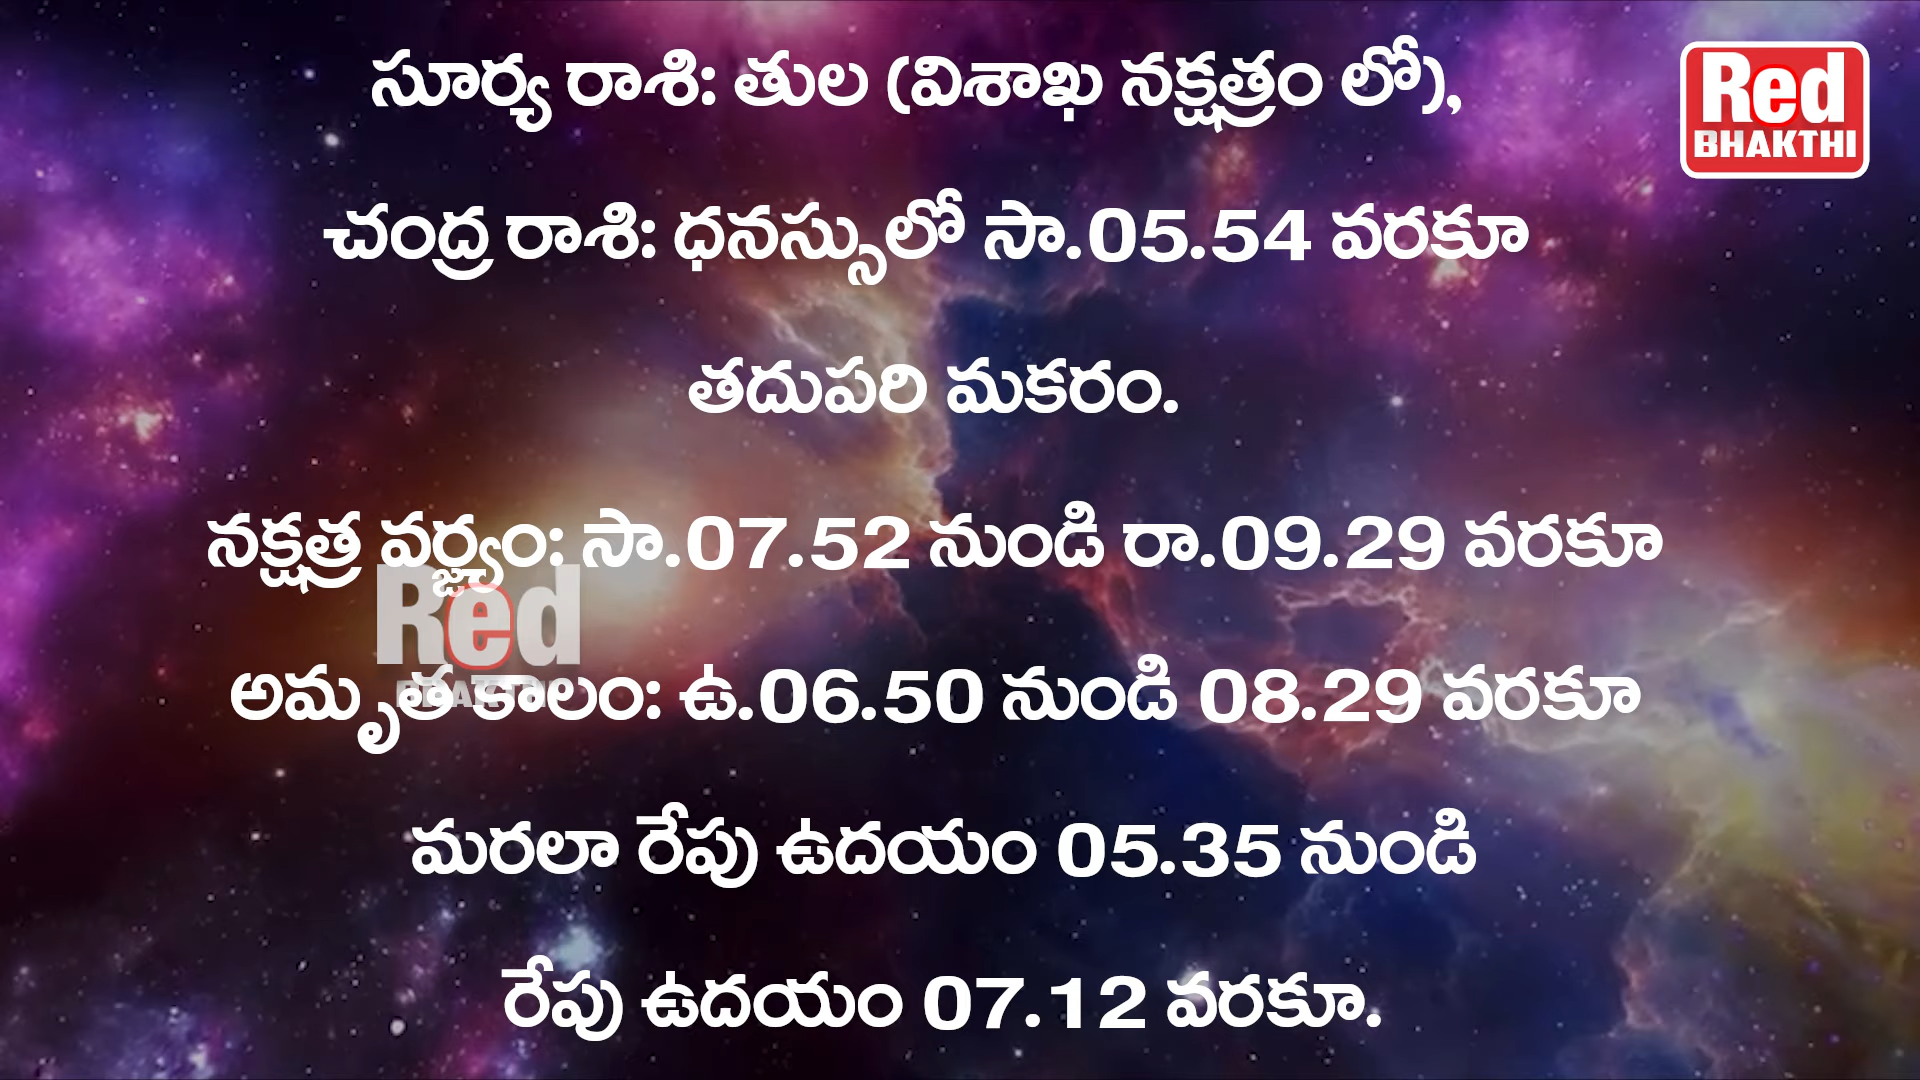 సూర్య రాశి: తుల (విశాఖ నక్షత్రం లో),
Red
BHAKTHI
చంద్ర రాశి: ధనస్సులో సా.05.54 వరకూ
తదుపరి మకరం.
నక్షత్ర వర్జ్యం: సా.07.52 నుండి రా.09.29 వరకూ
Red
BHAKTHI
అమృత కాలం: ఉ.06.50 నుండి 08.29 వరకూ
మరలా రేపు ఉదయం 05.35 నుండి
రేపు ఉదయం 07.12 వరకూ.